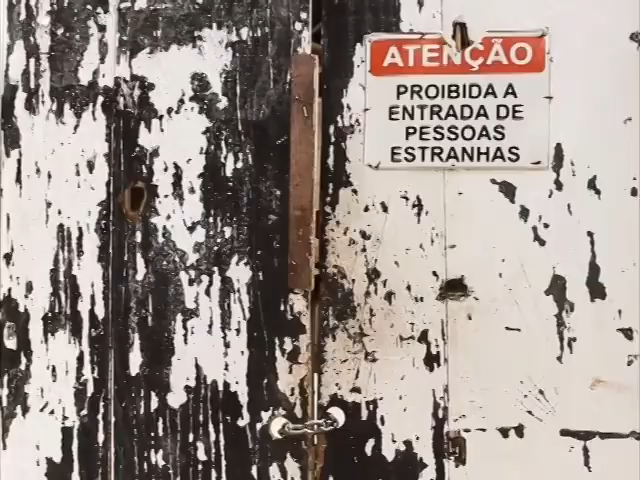 ATENÇÃO
PROIBIDA A
ENTRADA DE
PESSOAS
ESTRANHAS